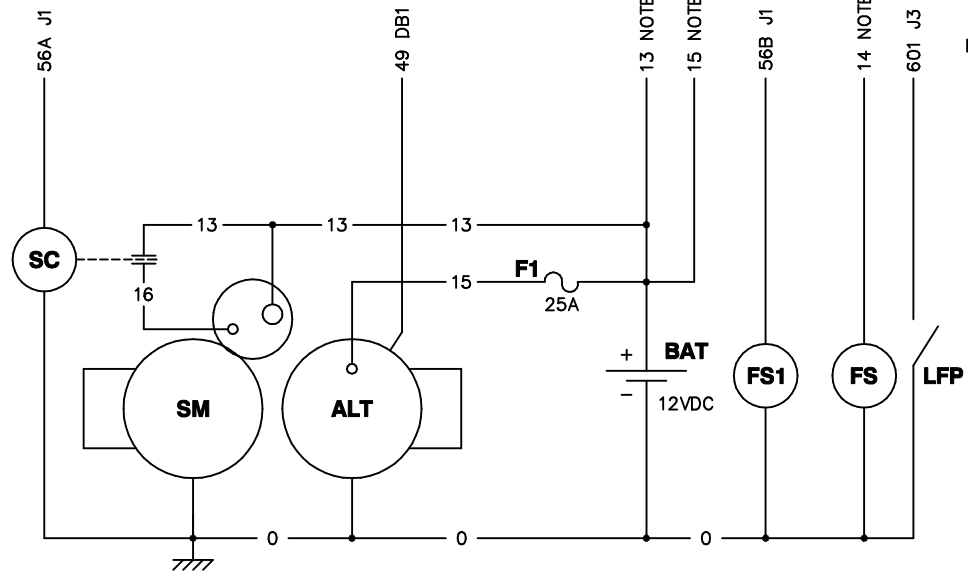 56A J1
49 DB1
13 NOTE
15 NOTE
56B J1
14 NOTE
601 J3
13
13
13
SC
16
15
F1
25A
+
BAT
-
12VDC
SM
ALT
FS1
FS
LFP
0
0
0